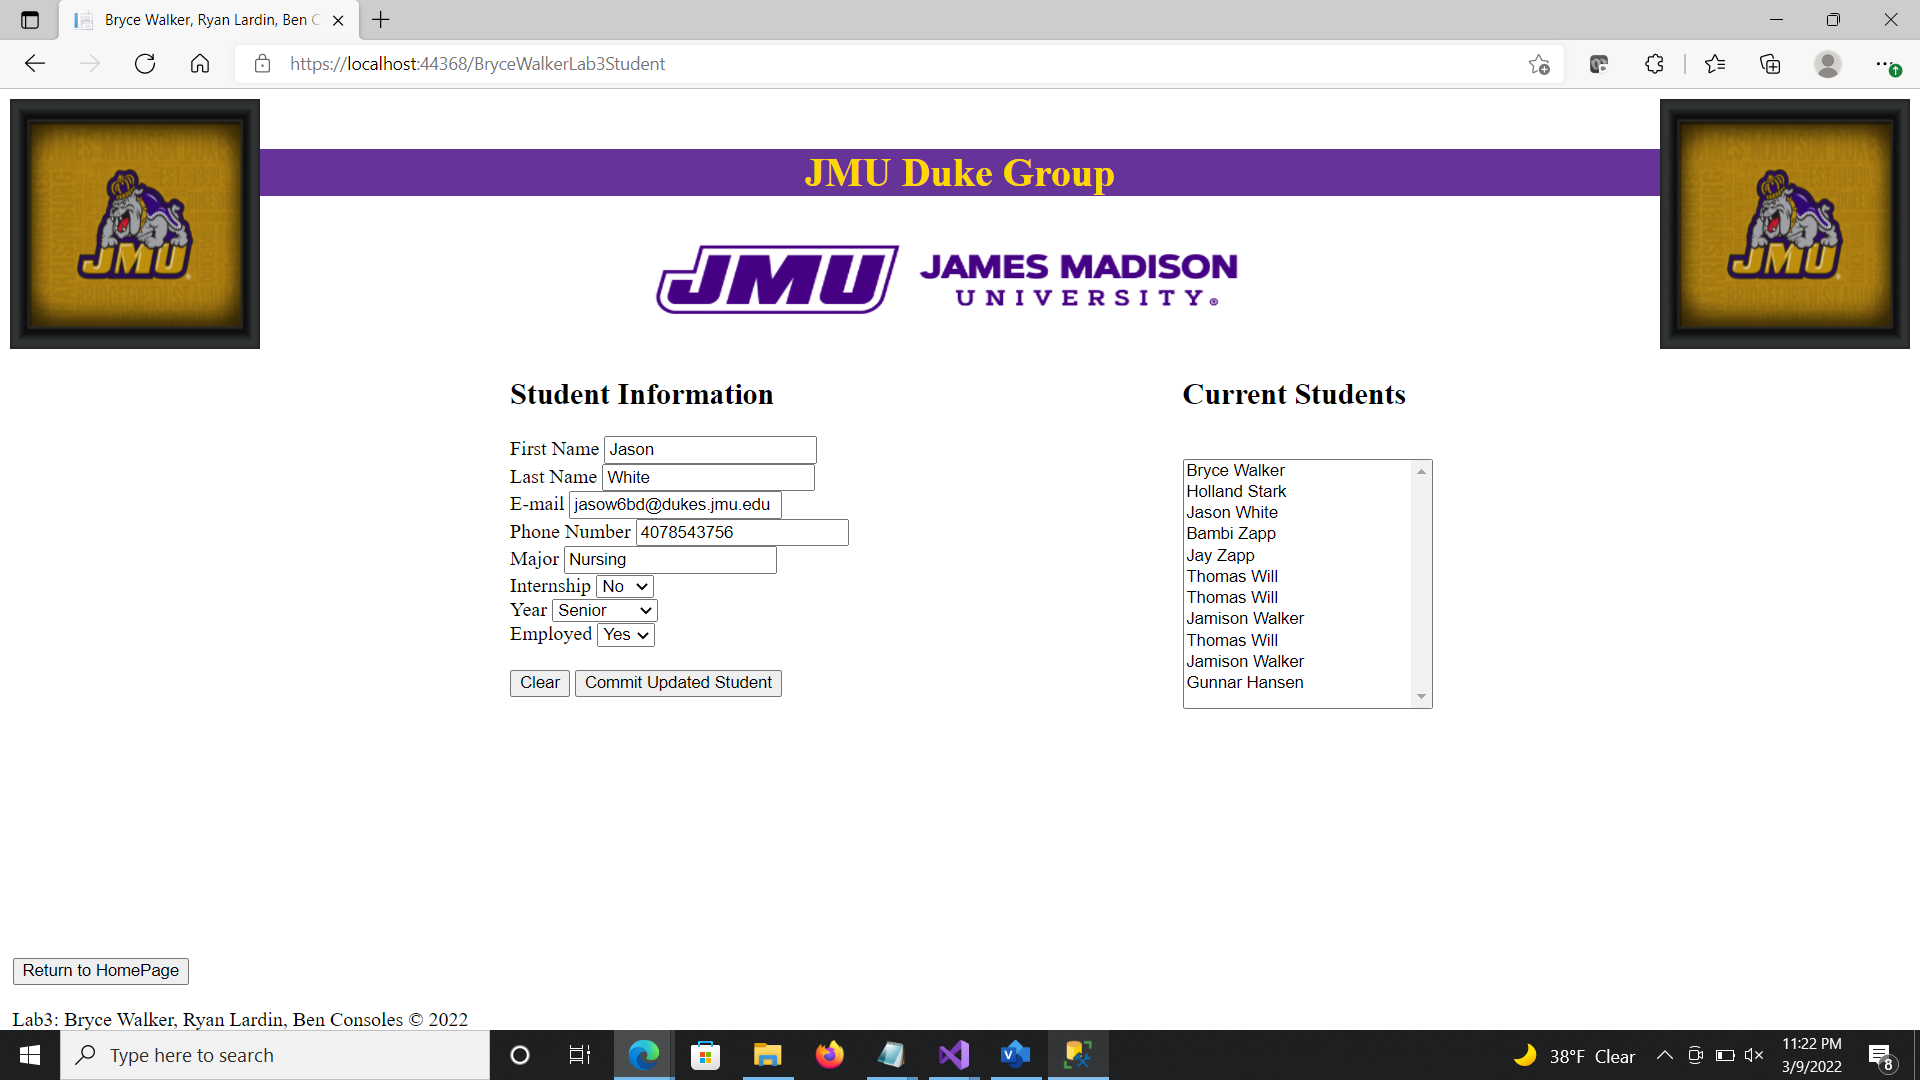 Bryce Walker, Ryan Lardin, Ben C
https://localhost:44368/BryceWalkerLab3Student
JMU Duke Group
JMU
JMU
JMU JAMES MADISON
UNIVERSITY®
Student Information
First Name Jason
Last Name White
E-mail jasow6bd@dukes.jmu.edu
Phone Number 4078543756
Major Nursing
Internship No
Year Senior
Employed Yes
Clear Commit Updated Student
Current Students
Bryce Walker
Holland Stark
Jason White
Bambi Zapp
Jay Zapp
Thomas Will
Thomas Will
Jamison Walker
Thomas Will
Jamison Walker
Gunnar Hansen
Return to HomePage
Lab3: Bryce Walker, Ryan Lardin, Ben Consoles © 2022
Type here to search
38°F Clear
11:22 PM
3/9/2022
8